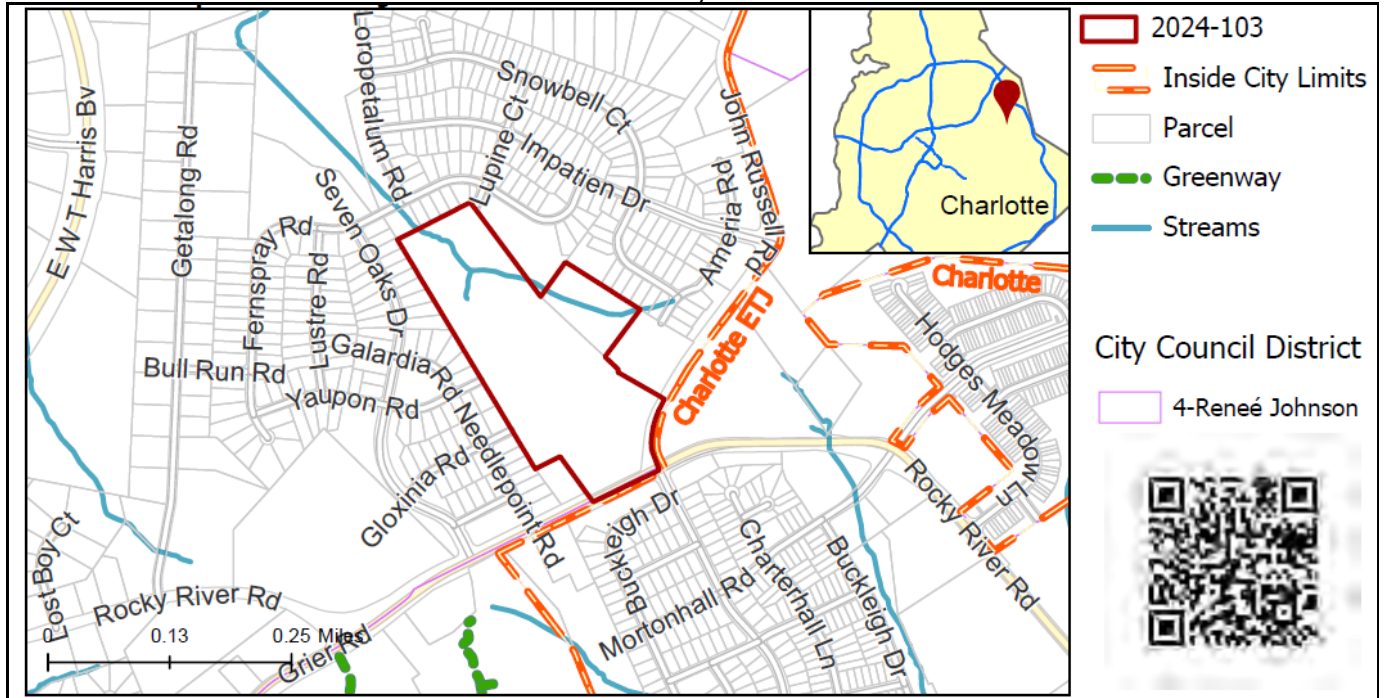 Loropetalum Rd
Snowbell Ct
Lupine Ct
Impatien Dr
John Russell Rd
Ameria Rd
E W T Harris Bv
Getalong Rd
Seven Oaks Dr
Fernspray Rd
Lustre Rd
Galardia Rd
Bull Run Rd
Yaupon Rd
Needlepoint Rd
Gloxinia Rd
Charlotte ETJ
Charlotte
Hodges Meadow Ln
Rocky River Rd
Buckleigh Dr
Charterhall Ln
Buckleigh Dr
Mortonhall Rd
Lost Boy Ct
Rocky River Rd
Grier Rd
0 0.13 0.25 Miles
Charlotte
2024-103
Inside City Limits
Parcel
Greenway
Streams
City Council District
4-Reneé Johnson